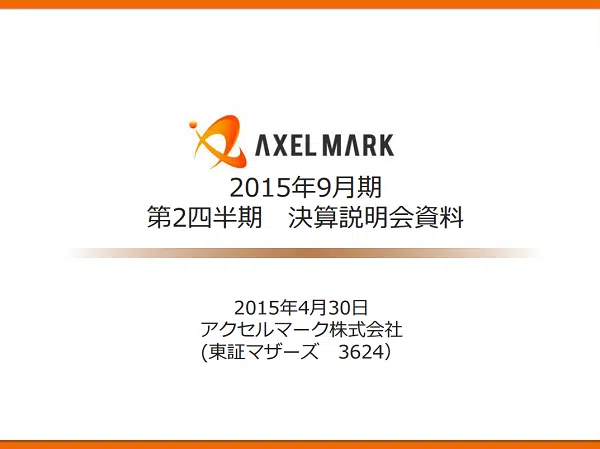 AXEL MARK
2015年9月期
第2四半期　決算説明会資料
2015年4月30日
アクセルマーク株式会社
(東証マザーズ　3624）